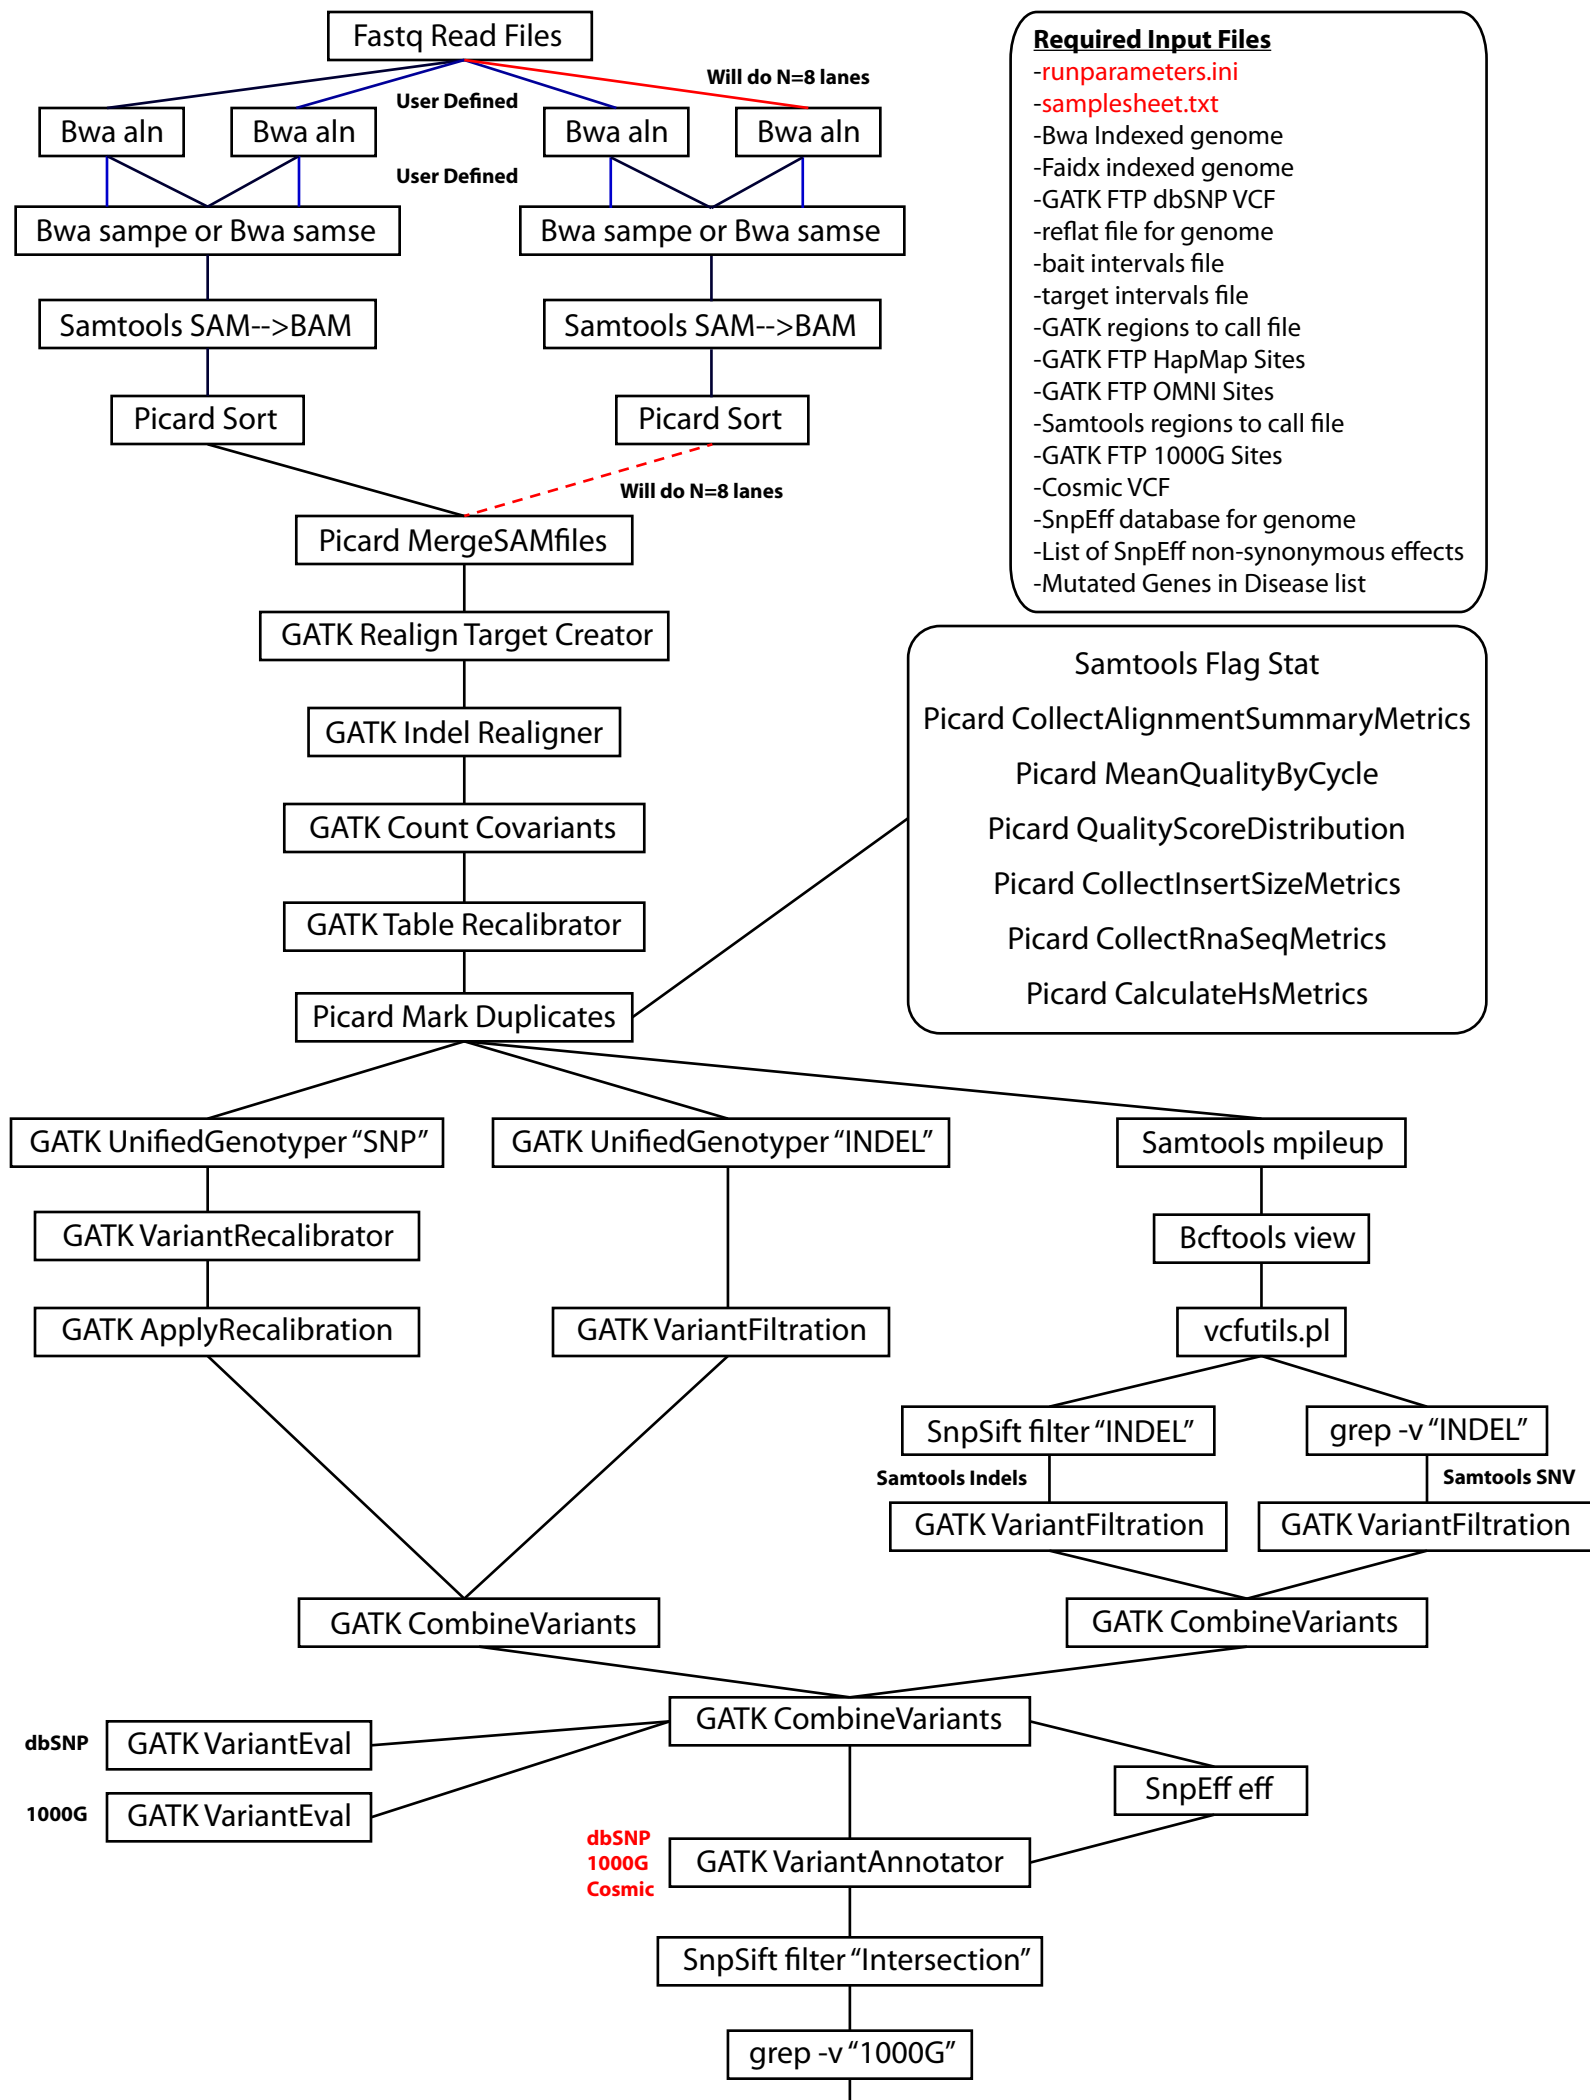 Fastq Read Files
Will do N=8 lanes
User Defined
Bwa aln
Bwa aln
Bwa aln
Bwa aln
User Defined
Bwa sampe or Bwa samse
Bwa sampe or Bwa samse
Samtools SAM-->BAM
Samtools SAM-->BAM
Picard Sort
Picard Sort
Will do N=8 lanes
Picard MergeSAMfiles
GATK Realign Target Creator
GATK Indel Realigner
GATK Count Covariants
GATK Table Recalibrator
Picard Mark Duplicates
Required Input Files
-runparameters.ini
-samplesheet.txt
-Bwa Indexed genome
-Faidx indexed genome
-GATK FTP dbSNP VCF
-reflat file for genome
-bait intervals file
-target intervals file
-GATK regions to call file
-GATK FTP HapMap Sites
-GATK FTP OMNI Sites
-Samtools regions to call file
-GATK FTP 1000G Sites
-Cosmic VCF
-SnpEff database for genome
-List of SnpEff non-synonymous effects
-Mutated Genes in Disease list
Samtools Flag Stat
Picard CollectAlignmentSummaryMetrics
Picard MeanQualityByCycle
Picard QualityScoreDistribution
Picard CollectInsertSizeMetrics
Picard CollectRnaSeqMetrics
Picard CalculateHsMetrics
GATK UnifiedGenotyper “SNP”
GATK UnifiedGenotyper “INDEL”
Samtools mpileup
GATK VariantRecalibrator
Bcftools view
GATK ApplyRecalibration
GATK VariantFiltration
vcfutils.pl
SnpSift filter “INDEL”
grep -v “INDEL”
Samtools Indels
Samtools SNV
GATK VariantFiltration
GATK VariantFiltration
GATK CombineVariants
GATK CombineVariants
GATK CombineVariants
dbSNP
GATK VariantEval
SnpEff eff
1000G
GATK VariantEval
dbSNP
1000G
Cosmic
GATK VariantAnnotator
SnpSift filter “Intersection”
grep -v “1000G”